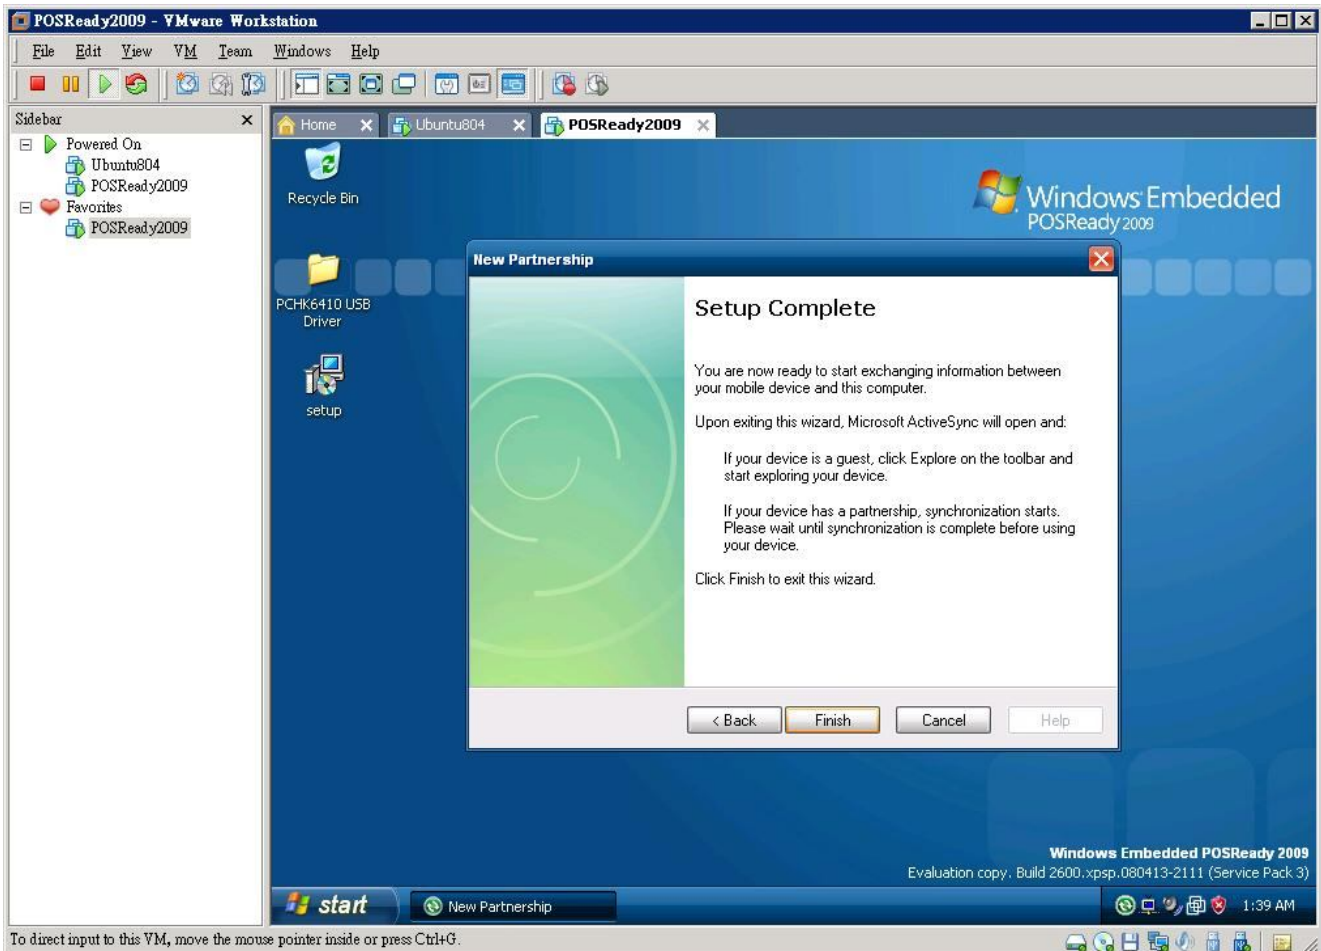 POSReady2009 - VMware Workstation
File Edit View VM Team Windows Help
Sidebar
Powered On
Ubuntu804
POSReady2009
Favorites
POSReady2009
Home Ubuntu804 POSReady2009
Recycle Bin
Windows Embedded
POSReady 2009
PCHK6410 USB
Driver
setup
New Partnership
Setup Complete
You are now ready to start exchanging information between
your mobile device and this computer.
Upon exiting this wizard, Microsoft ActiveSync will open and:
If your device is a guest, click Explore on the toolbar and
start exploring your device.
If your device has a partnership, synchronization starts.
Please wait until synchronization is complete before using
your device.
Click Finish to exit this wizard.
< Back Finish Cancel Help
Windows Embedded POSReady 2009
Evaluation copy. Build 2600.xpsp.080413-2111 (Service Pack 3)
start New Partnership 1:39 AM
To direct input to this VM, move the mouse pointer inside or press Ctrl+G.